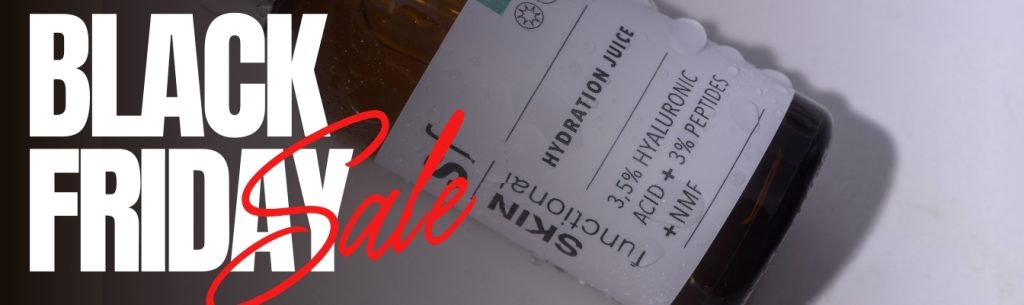 BLACK
FRIDAY
Sale
HYDRATION JUICE
SKIN
functional
3,5% HYALURONIC
ACID + 3% PEPTIDES
+ NMF